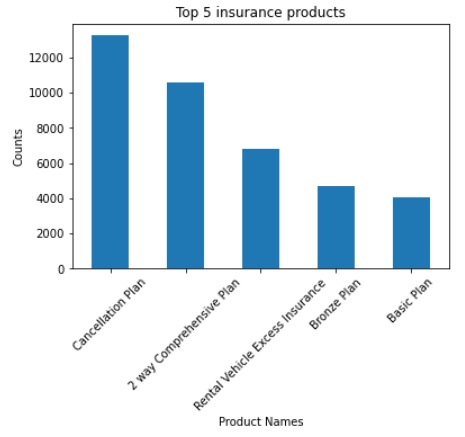 Top 5 insurance products
Counts
12000
10000
8000
6000
4000
2000
0
Cancellation Plan
2 way Comprehensive Plan
Rental Vehicle Excess Insurance
Bronze Plan
Basic Plan
Product Names